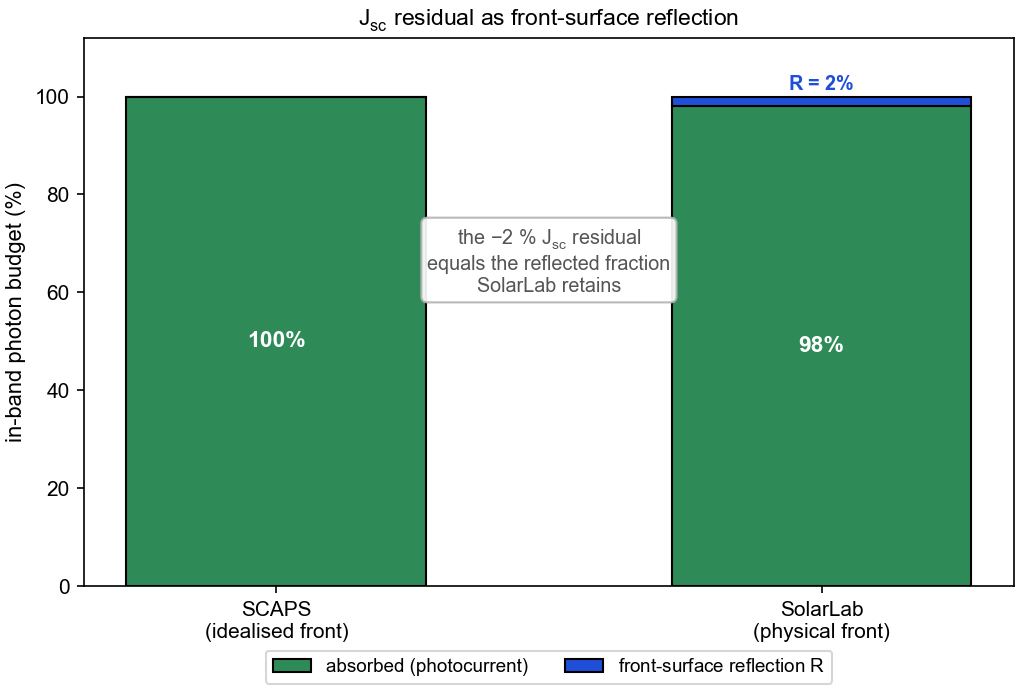 Jsc residual as front-surface reflection
in-band photon budget (%)
100
80
60
40
20
0
R = 2%
the −2 % Jsc residual
equals the reflected fraction
SolarLab retains
100%
98%
SCAPS
(idealised front)
SolarLab
(physical front)
absorbed (photocurrent)
front-surface reflection R